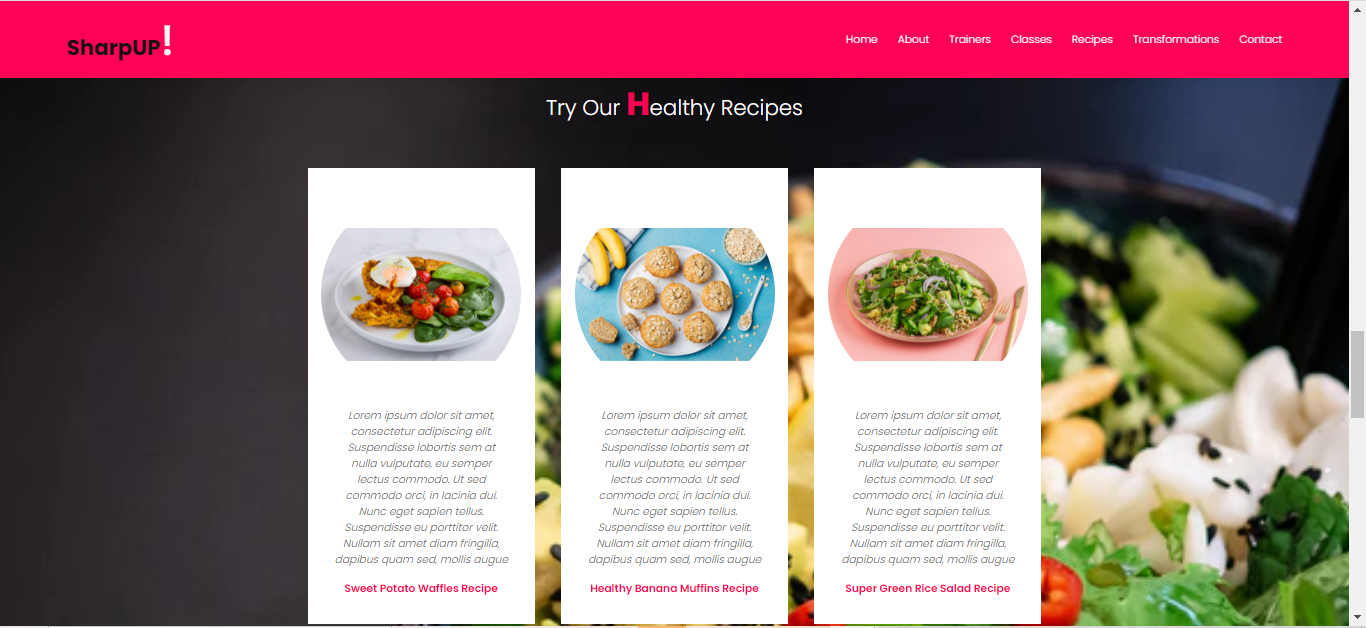 SharpUP!
Home About Trainers Classes Recipes Transformations Contact
Try Our Healthy Recipes
Lorem ipsum dolor sit amet,
consectetur adipiscing elit.
Suspendisse lobortis sem at
nulla vulputate, eu semper
lectus commodo. Ut sed
commodo orci, in lacinia dui.
Nunc eget sapien tellus.
Suspendisse eu porttitor velit.
Nullam sit amet diam fringilla,
dapibus quam sed, mollis augue
Sweet Potato Waffles Recipe
Lorem ipsum dolor sit amet,
consectetur adipiscing elit.
Suspendisse lobortis sem at
nulla vulputate, eu semper
lectus commodo. Ut sed
commodo orci, in lacinia dui.
Nunc eget sapien tellus.
Suspendisse eu porttitor velit.
Nullam sit amet diam fringilla,
dapibus quam sed, mollis augue
Healthy Banana Muffins Recipe
Lorem ipsum dolor sit amet,
consectetur adipiscing elit.
Suspendisse lobortis sem at
nulla vulputate, eu semper
lectus commodo. Ut sed
commodo orci, in lacinia dui.
Nunc eget sapien tellus.
Suspendisse eu porttitor velit.
Nullam sit amet diam fringilla,
dapibus quam sed, mollis augue
Super Green Rice Salad Recipe